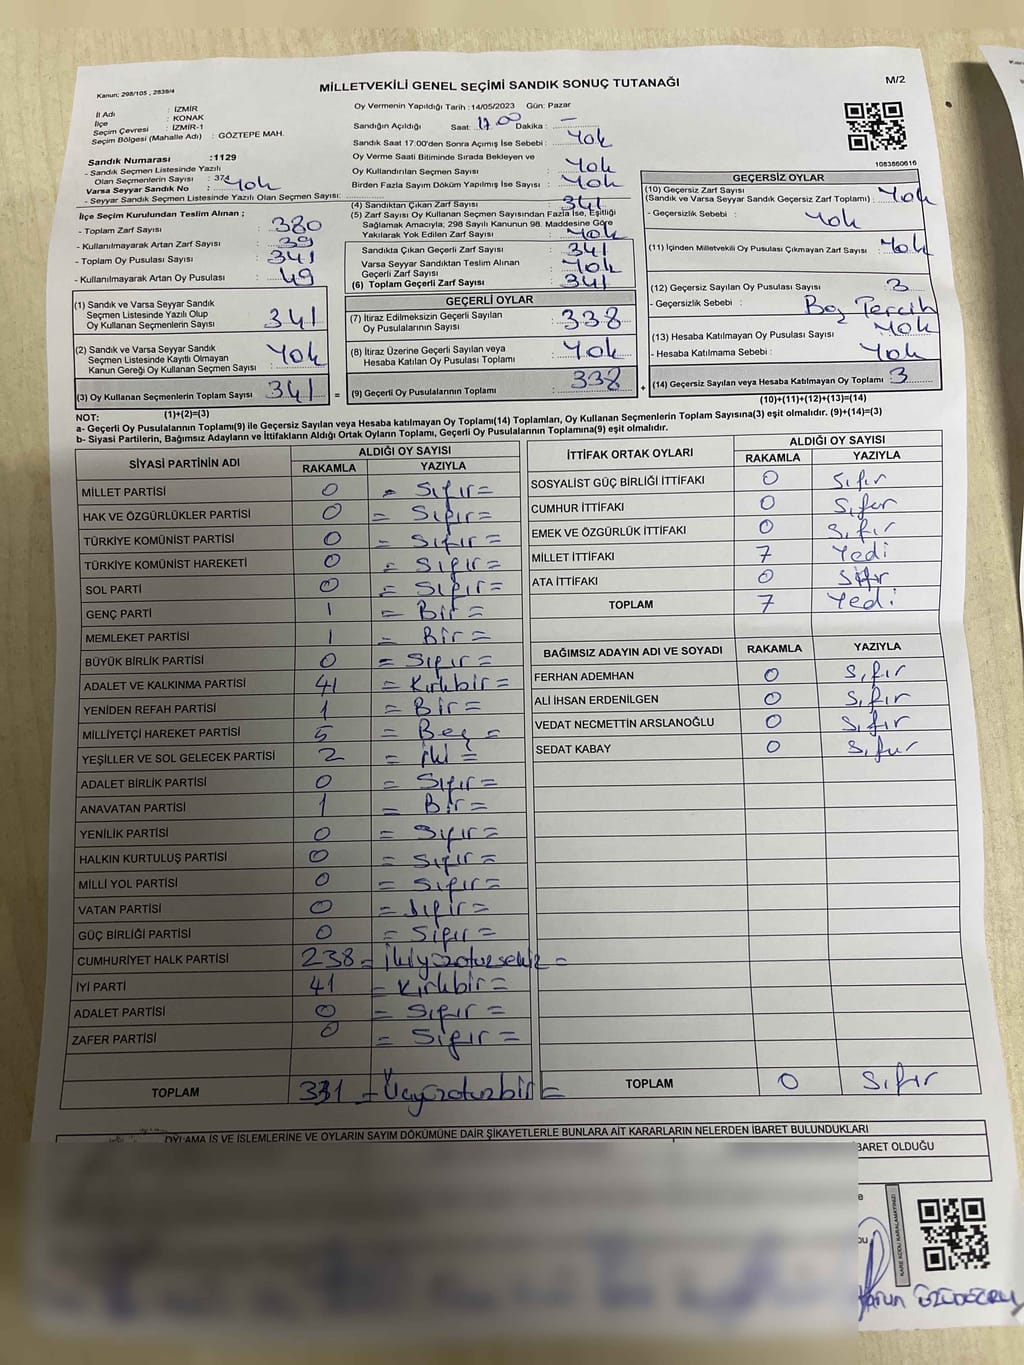 Kanun: 298/105 , 2839/4
MİLLETVEKİLİ GENEL SEÇİMİ SANDIK SONUÇ TUTANAĞI
M/2
İl Adı : İZMİR
İlçe : KONAK
Seçim Çevresi : İZMİR-1
Seçim Bölgesi (Mahalle Adı) : GÖZTEPE MAH.
Sandık Numarası :1129
- Sandık Seçmen Listesinde Yazılı
Olan Seçmenlerin Sayısı : 374
Varsa Seyyar Sandık No : Yok
- Seyyar Sandık Seçmen Listesinde Yazılı Olan Seçmen Sayısı:
Oy Vermenin Yapıldığı Tarih : 14/05/2023 Gün: Pazar
Sandığın Açıldığı Saat: 17.00 Dakika : —
Sandık Saat 17:00'den Sonra Açımış İse Sebebi : Yok
Oy Verme Saati Bitiminde Sırada Bekleyen ve
Oy Kullandırılan Seçmen Sayısı : Yok
Birden Fazla Sayım Döküm Yapılmış İse Sayısı : Yok
1083860616
İlçe Seçim Kurulundan Teslim Alınan ;
- Toplam Zarf Sayısı : 380
- Kullanılmayarak Artan Zarf Sayısı : 39
- Toplam Oy Pusulası Sayısı : 341
- Kullanılmayarak Artan Oy Pusulası : 49
(1) Sandık ve Varsa Seyyar Sandık
Seçmen Listesinde Yazılı Olup
Oy Kullanan Seçmenlerin Sayısı : 341
(2) Sandık ve Varsa Seyyar Sandık
Seçmen Listesinde Kayıtlı Olmayan
Kanun Gereği Oy Kullanan Seçmen Sayısı : Yok
(3) Oy Kullanan Seçmenlerin Toplam Sayısı : 341
(1)+(2)=(3)
(4) Sandıktan Çıkan Zarf Sayısı : 341
(5) Zarf Sayısı Oy Kullanan Seçmen Sayısından Fazla İse, Eşitliği
Sağlamak Amacıyla; 298 Sayılı Kanunun 98. Maddesine Göre
Yakılarak Yok Edilen Zarf Sayısı : Yok
Sandıkta Çıkan Geçerli Zarf Sayısı : 341
Varsa Seyyar Sandıktan Teslim Alınan
Geçerli Zarf Sayısı : Yok
(6) Toplam Geçerli Zarf Sayısı : 341
GEÇERLİ OYLAR
(7) İtiraz Edilmeksizin Geçerli Sayılan
Oy Pusulalarının Sayısı : 338
(8) İtiraz Üzerine Geçerli Sayılan veya
Hesaba Katılan Oy Pusulası Toplamı : Yok
= (9) Geçerli Oy Pusulalarının Toplamı : 338
GEÇERSİZ OYLAR
(10) Geçersiz Zarf Sayısı
(Sandık ve Varsa Seyyar Sandık Geçersiz Zarf Toplamı) : Yok
- Geçersizlik Sebebi : Yok
(11) İçinden Milletvekili Oy Pusulası Çıkmayan Zarf Sayısı : Yok
(12) Geçersiz Sayılan Oy Pusulası Sayısı : 3
- Geçersizlik Sebebi : Boş Tercih
(13) Hesaba Katılmayan Oy Pusulası Sayısı : Yok
- Hesaba Katılmama Sebebi : Yok
+ (14) Geçersiz Sayılan veya Hesaba Katılmayan Oy Toplamı : 3
(10)+(11)+(12)+(13)=(14)
NOT:
a- Geçerli Oy Pusulalarının Toplamı(9) ile Geçersiz Sayılan veya Hesaba katılmayan Oy Toplamı(14) Toplamları, Oy Kullanan Seçmenlerin Toplam Sayısına(3) eşit olmalıdır. (9)+(14)=(3)
b- Siyasi Partilerin, Bağımsız Adayların ve İttifakların Aldığı Ortak Oyların Toplamı, Geçerli Oy Pusulalarının Toplamına(9) eşit olmalıdır.
SİYASİ PARTİNİN ADI ALDIĞI OY SAYISI
RAKAMLA YAZIYLA
MİLLET PARTİSİ 0 = Sıfır =
HAK VE ÖZGÜRLÜKLER PARTİSİ 0 = Sıfır =
TÜRKİYE KOMÜNİST PARTİSİ 0 = Sıfır =
TÜRKİYE KOMÜNİST HAREKETİ 0 = Sıfır =
SOL PARTİ 0 = Sıfır =
GENÇ PARTİ 1 = Bir =
MEMLEKET PARTİSİ 1 = Bir =
BÜYÜK BİRLİK PARTİSİ 0 = Sıfır =
ADALET VE KALKINMA PARTİSİ 41 = Kırkbir =
YENİDEN REFAH PARTİSİ 1 = Bir =
MİLLİYETÇİ HAREKET PARTİSİ 5 = Beş =
YEŞİLLER VE SOL GELECEK PARTİSİ 2 = İki =
ADALET BİRLİK PARTİSİ 0 = Sıfır =
ANAVATAN PARTİSİ 1 = Bir =
YENİLİK PARTİSİ 0 = Sıfır =
HALKIN KURTULUŞ PARTİSİ 0 = Sıfır =
MİLLİ YOL PARTİSİ 0 = Sıfır =
VATAN PARTİSİ 0 = Sıfır =
GÜÇ BİRLİĞİ PARTİSİ 0 = Sıfır =
CUMHURİYET HALK PARTİSİ 238 = İkiyüzotuzsekiz =
İYİ PARTİ 41 = Kırkbir =
ADALET PARTİSİ 0 = Sıfır =
ZAFER PARTİSİ 0 = Sıfır =
TOPLAM 331 = Üçyüzotuzbir =
İTTİFAK ORTAK OYLARI ALDIĞI OY SAYISI
RAKAMLA YAZIYLA
SOSYALİST GÜÇ BİRLİĞİ İTTİFAKI 0 Sıfır
CUMHUR İTTİFAKI 0 Sıfır
EMEK VE ÖZGÜRLÜK İTTİFAKI 0 Sıfır
MİLLET İTTİFAKI 7 Yedi
ATA İTTİFAKI 0 Sıfır
TOPLAM 7 Yedi
BAĞIMSIZ ADAYIN ADI VE SOYADI RAKAMLA YAZIYLA
FERHAN ADEMHAN 0 Sıfır
ALİ İHSAN ERDENİLGEN 0 Sıfır
VEDAT NECMETTİN ARSLANOĞLU 0 Sıfır
SEDAT KABAY 0 Sıfır
TOPLAM 0 Sıfır
OYLAMA İŞ VE İŞLEMLERİNE VE OYLARIN SAYIM DÖKÜMÜNE DAİR ŞİKAYETLERLE BUNLARA AİT KARARLARIN NELERDEN İBARET BULUNDUKLARI
BARET OLDUĞU
KARE KODU KARALAMAYINIZ!